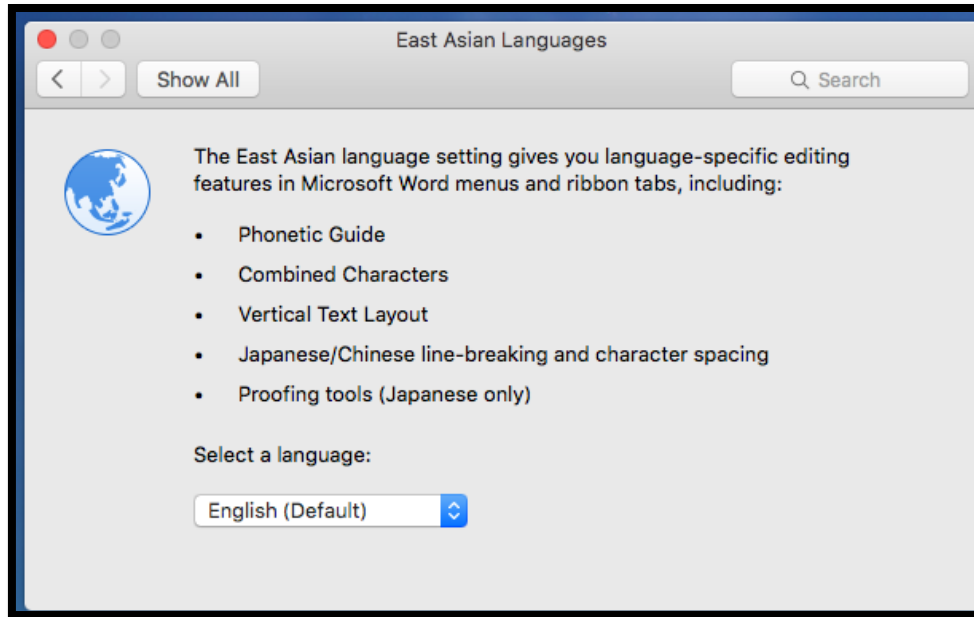 East Asian Languages
Show All
Search
The East Asian language setting gives you language-specific editing
features in Microsoft Word menus and ribbon tabs, including:
• Phonetic Guide
• Combined Characters
• Vertical Text Layout
• Japanese/Chinese line-breaking and character spacing
• Proofing tools (Japanese only)
Select a language:
English (Default)